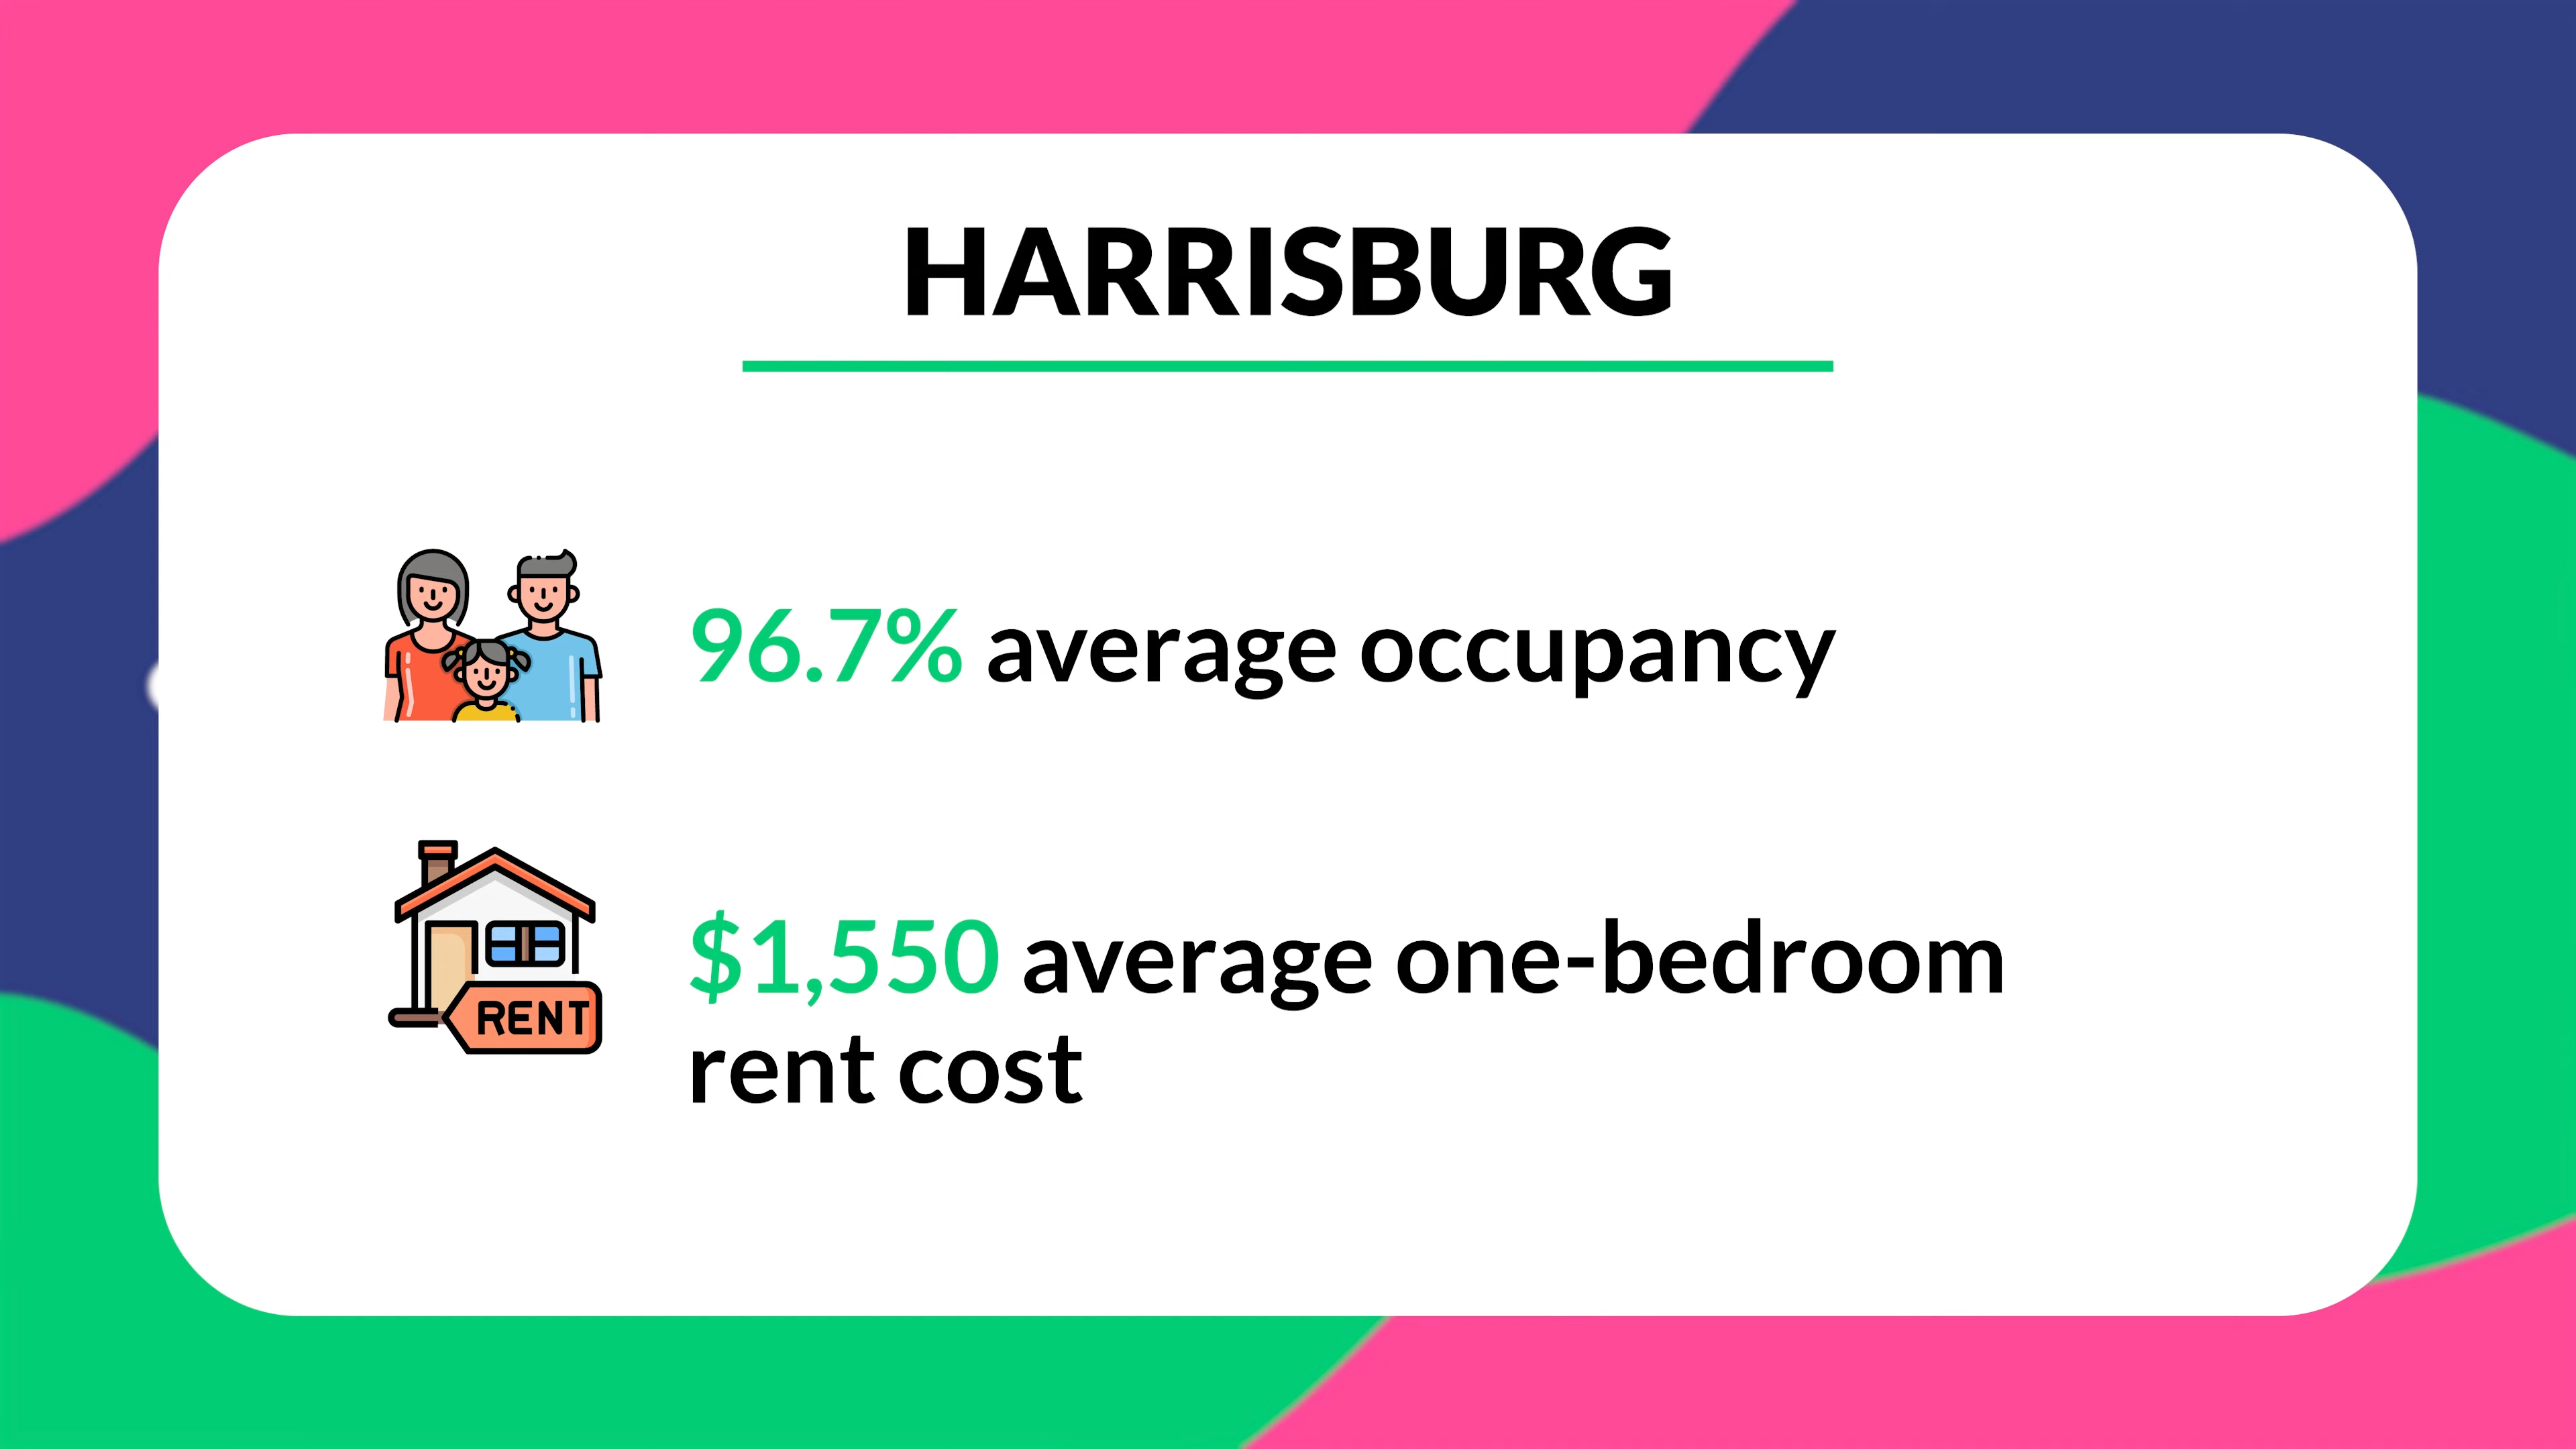 HARRISBURG
96.7% average occupancy
$1,550 average one-bedroom
rent cost
RENT